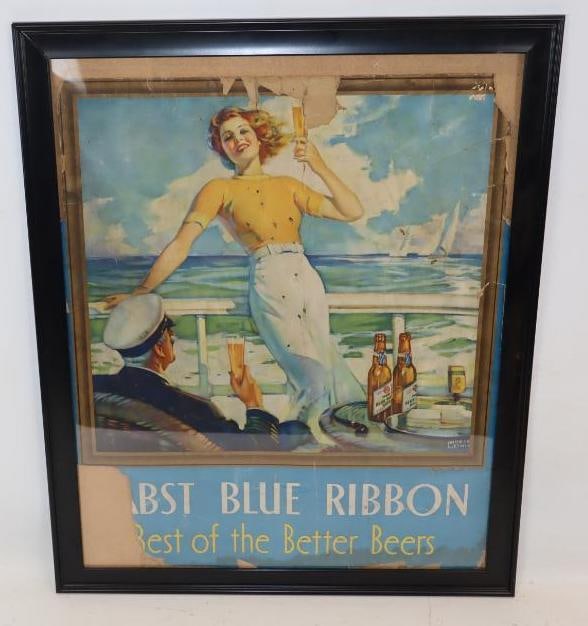 ABST BLUE RIBBON
Best of the Better Beers